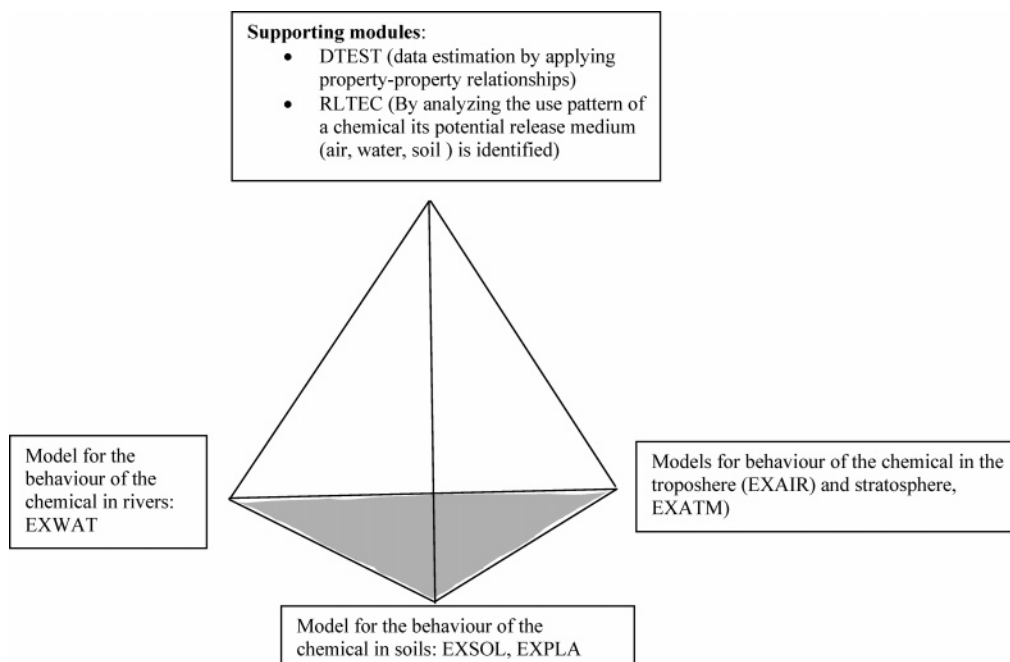 Supporting modules:
• DTEST (data estimation by applying
property-property relationships)
• RLTEC (By analyzing the use pattern of
a chemical its potential release medium
(air, water, soil ) is identified)
Model for the
behaviour of the
chemical in rivers:
EXWAT
Models for behaviour of the chemical in the
troposhere (EXAIR) and stratosphere,
EXATM)
Model for the behaviour of the
chemical in soils: EXSOL, EXPLA